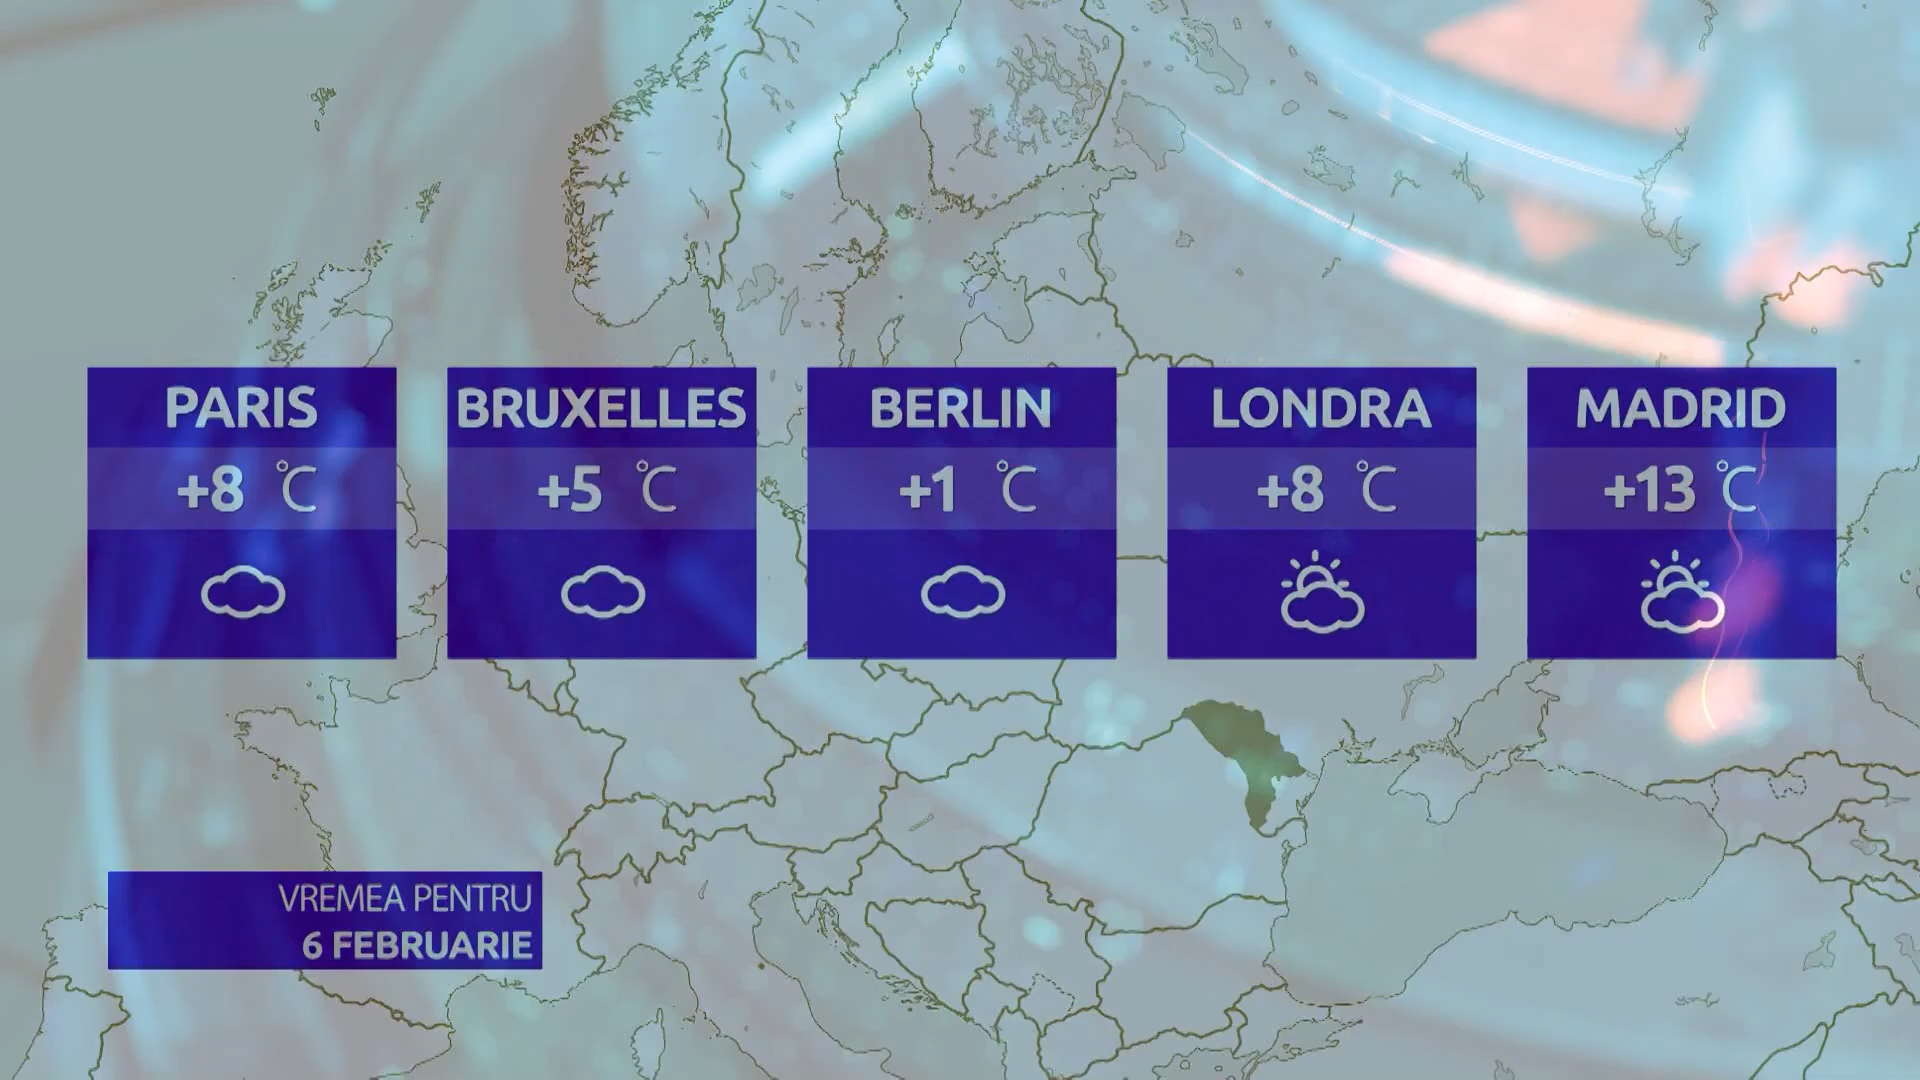 PARIS
+8 °C
BRUXELLES
+5 °C
BERLIN
+1 °C
LONDRA
+8 °C
MADRID
+13 °C
VREMEA PENTRU
6 FEBRUARIE